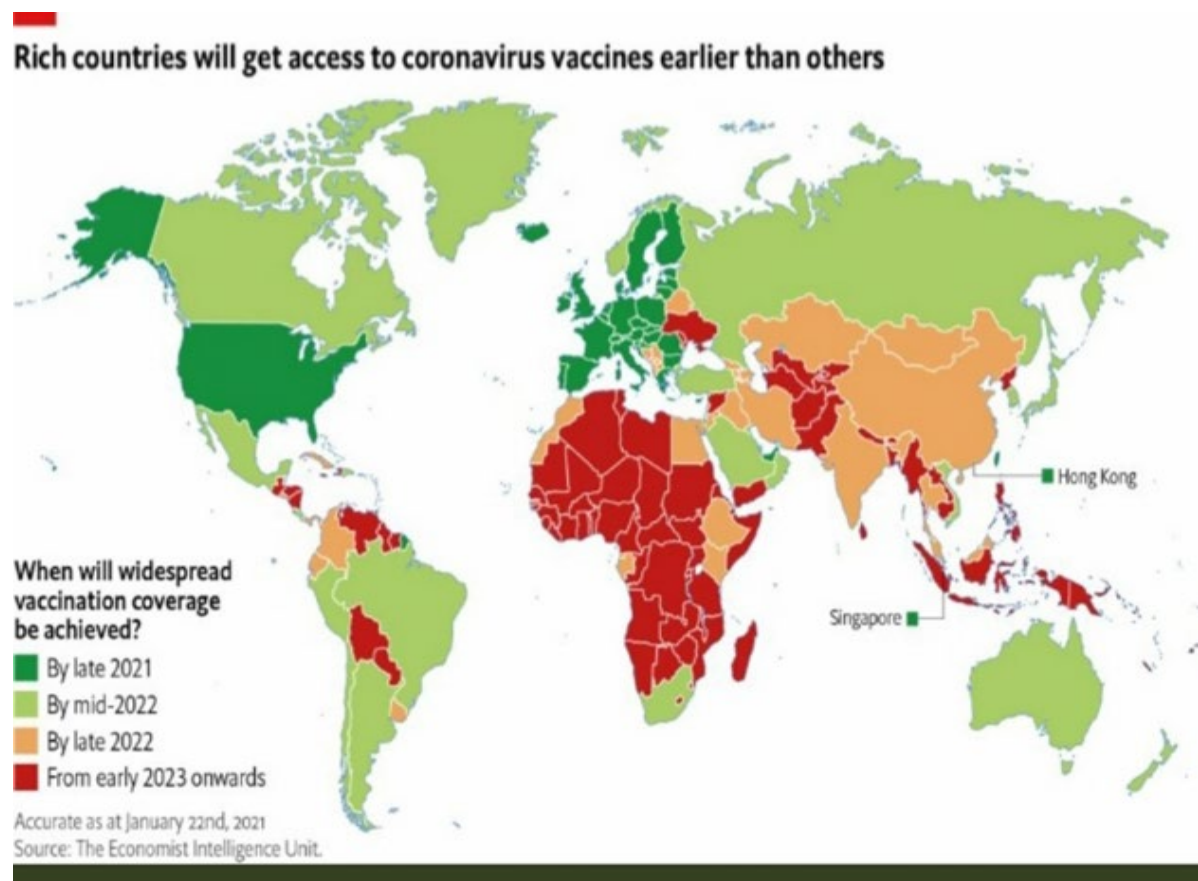 Rich countries will get access to coronavirus vaccines earlier than others
Hong Kong
Singapore
When will widespread
vaccination coverage
be achieved?
By late 2021
By mid-2022
By late 2022
From early 2023 onwards
Accurate as at January 22nd, 2021
Source: The Economist Intelligence Unit.